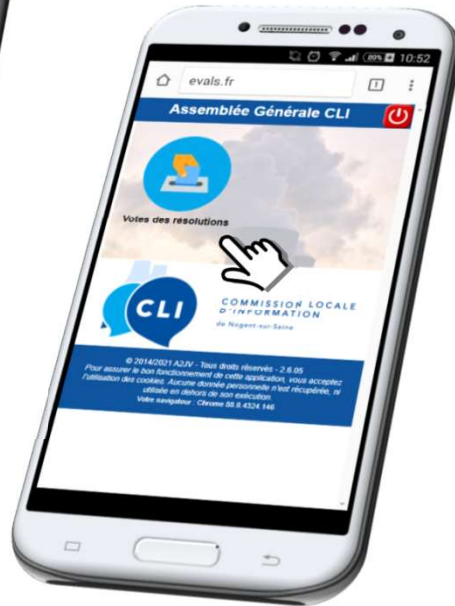 80% 10:52
evals.fr
Assemblée Générale CLI
Votes des résolutions
CLI
COMMISSION LOCALE
D'INFORMATION
de Nogent-sur-Seine
© 2014/2021 A2JV - Tous droits réservés - 2.6.05
Pour assurer le bon fonctionnement de cette application, vous acceptez
l'utilisation des cookies. Aucune donnée personnelle n'est récupérée, ni
utilisée en dehors de son exécution.
Votre navigateur : Chrome 88.0.4324.146